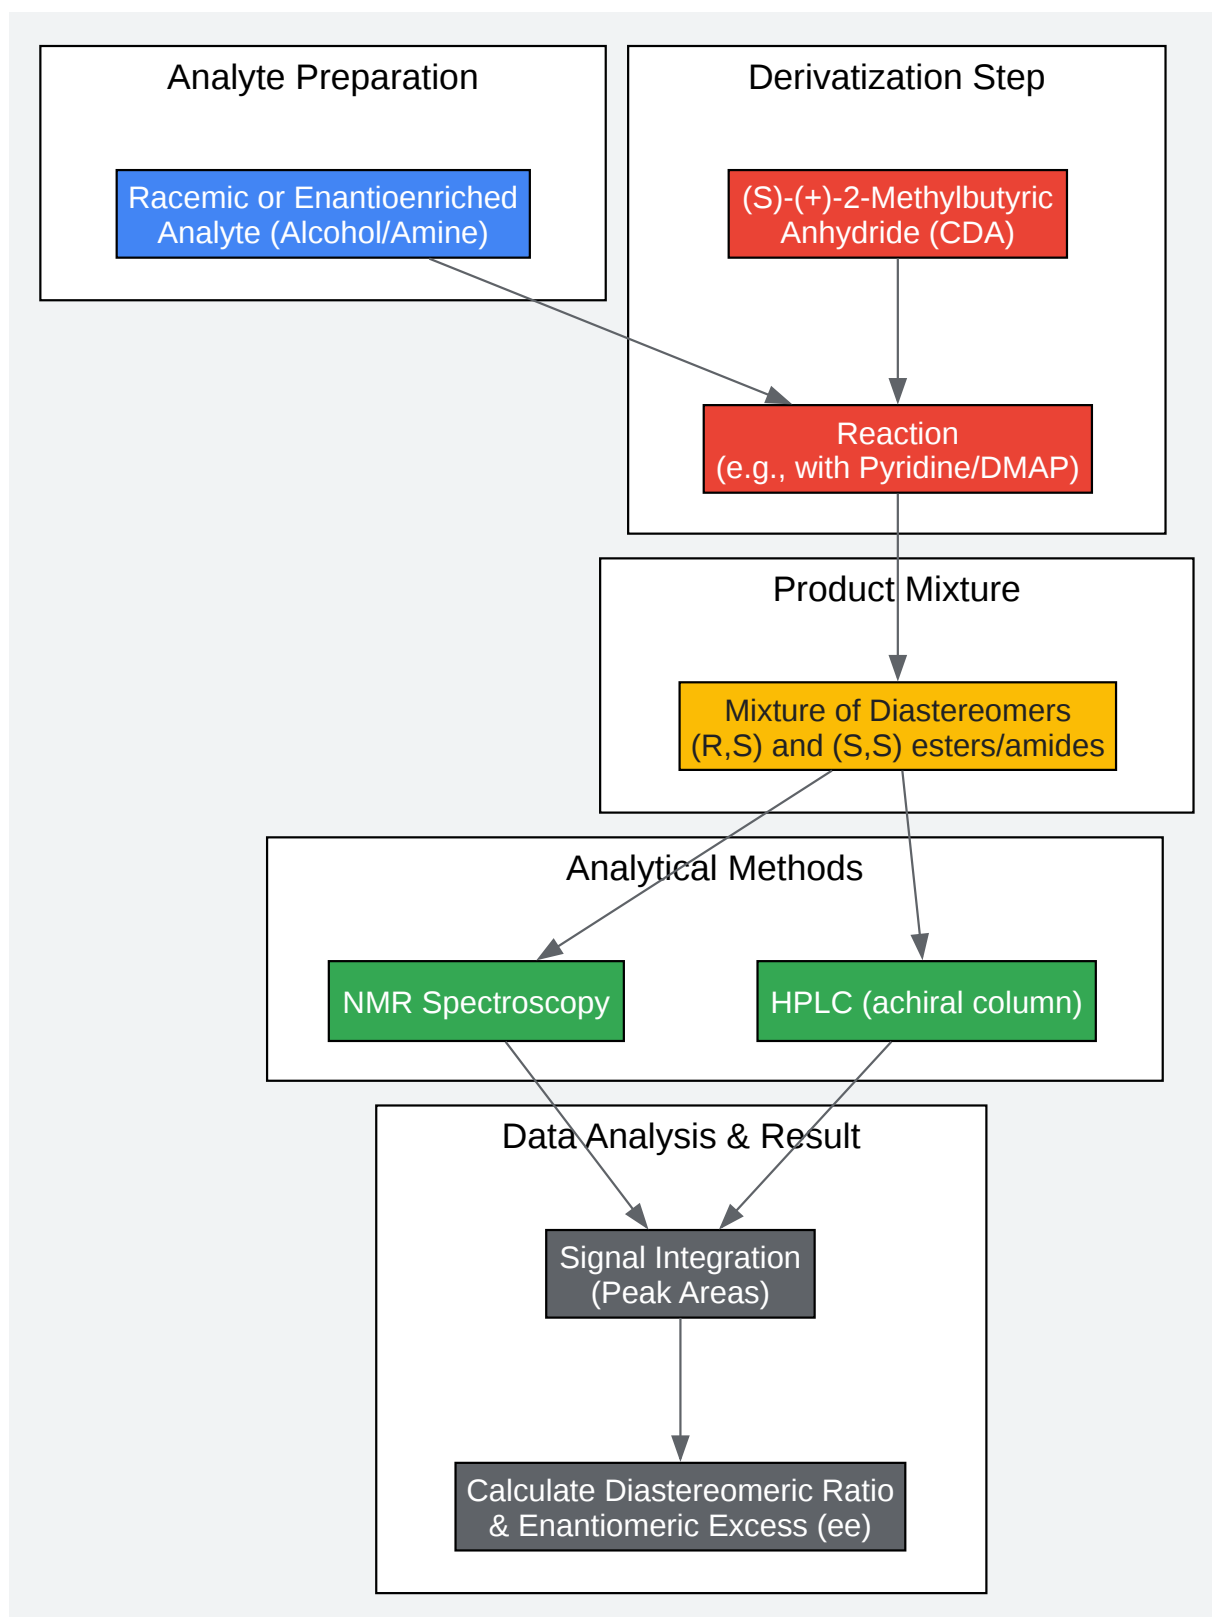 Analyte Preparation
Derivatization Step
Racemic or Enantioenriched
Analyte (Alcohol/Amine)
(S)-(+)-2-Methylbutyric
Anhydride (CDA)
Reaction
(e.g., with Pyridine/DMAP)
Product Mixture
Mixture of Diastereomers
(R,S) and (S,S) esters/amides
Analytical Methods
NMR Spectroscopy
HPLC (achiral column)
Data Analysis & Result
Signal Integration
(Peak Areas)
Calculate Diastereomeric Ratio
& Enantiomeric Excess (ee)